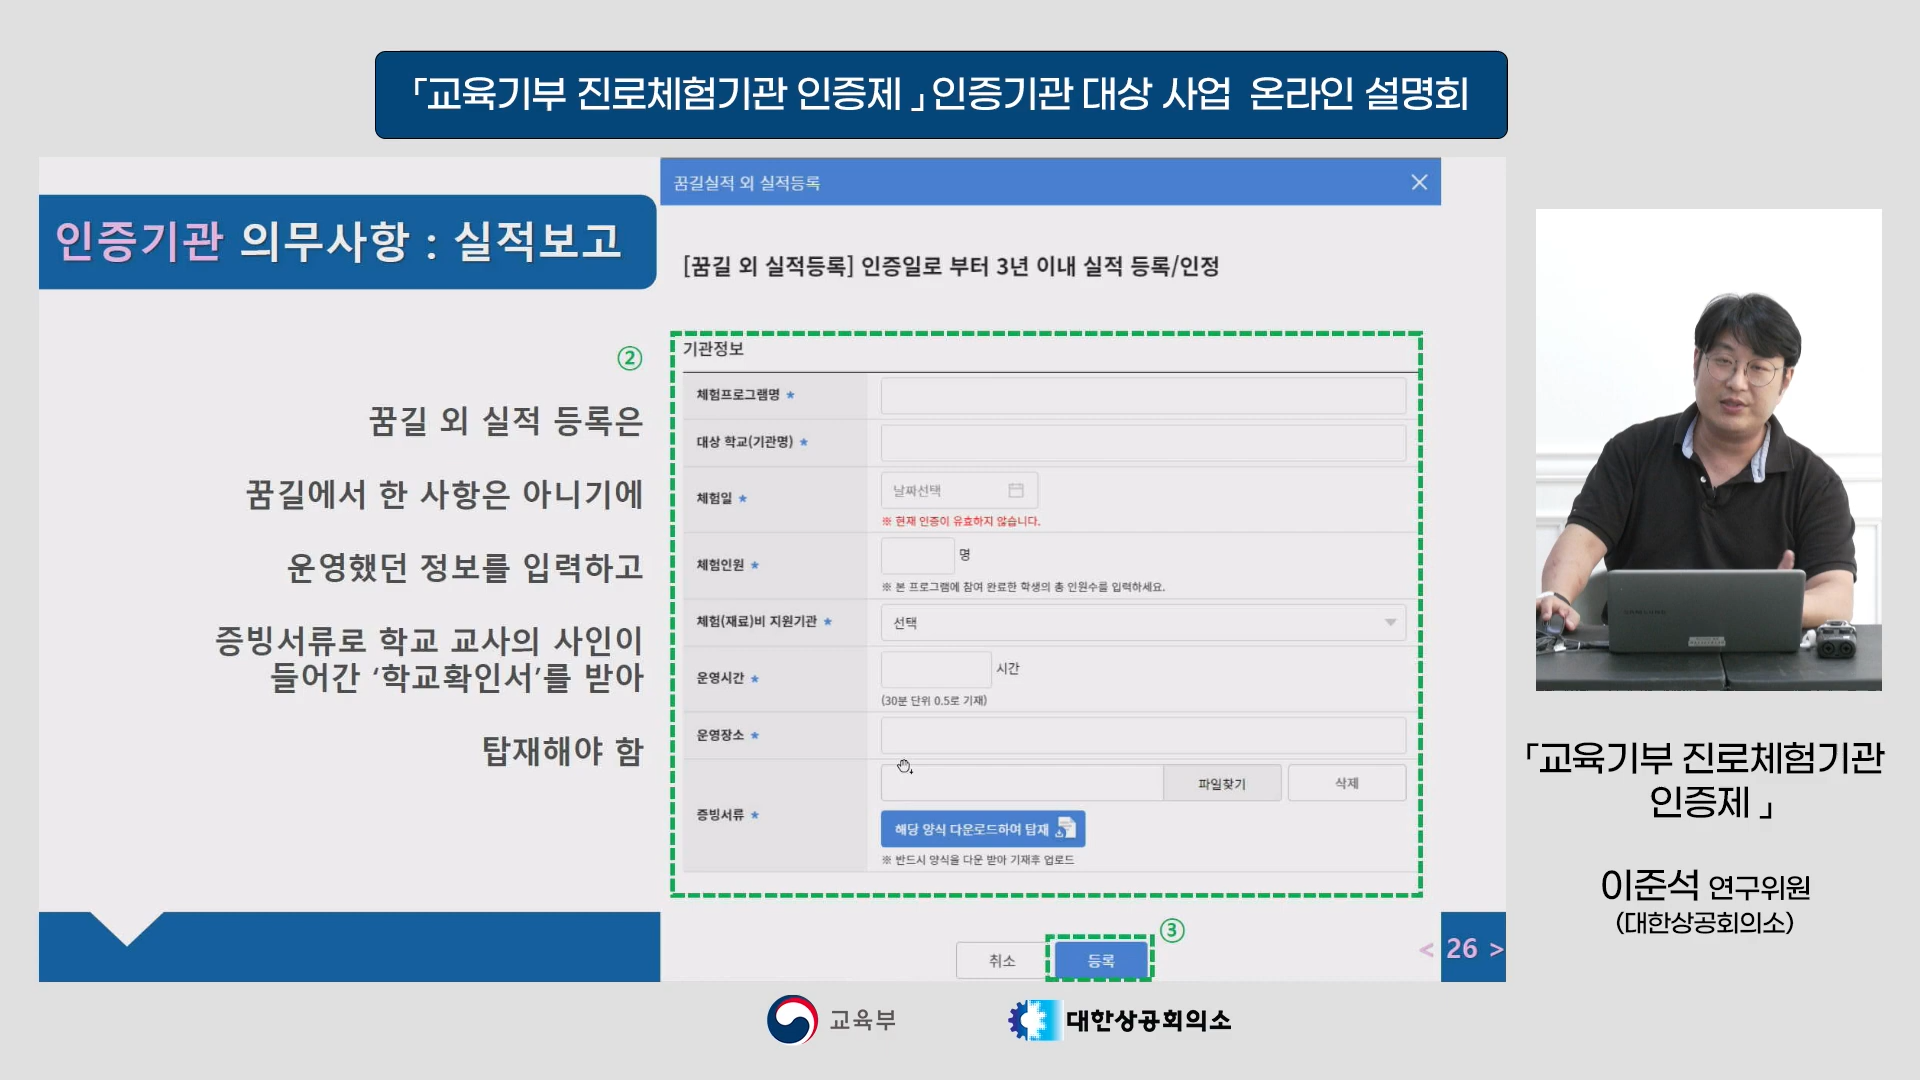 「교육기부 진로체험기관 인증제」인증기관 대상 사업 온라인 설명회
인증기관 의무사항 : 실적보고
②
꿈길 외 실적 등록은
꿈길에서 한 사항은 아니기에
운영했던 정보를 입력하고
증빙서류로 학교 교사의 사인이
들어간 ‘학교확인서’를 받아
탑재해야 함
꿈길실적 외 실적등록
[꿈길 외 실적등록] 인증일로 부터 3년 이내 실적 등록/인정
기관정보
체험프로그램명 ★
대상 학교(기관명) ★
체험일 ★
날짜선택
※ 현재 인증이 유효하지 않습니다.
체험인원 ★
명
※ 본 프로그램에 참여 완료한 학생의 총 인원수를 입력하세요.
체험(재료)비 지원기관 ★
선택
운영시간 ★
시간
(30분 단위 0.5로 기재)
운영장소 ★
증빙서류 ★
파일찾기
삭제
해당 양식 다운로드하여 탑재
※ 반드시 양식을 다운 받아 기재후 업로드
취소
등록
③
< 26 >
SAMSUNG
「교육기부 진로체험기관
인증제」
이준석 연구위원
(대한상공회의소)
교육부
대한상공회의소